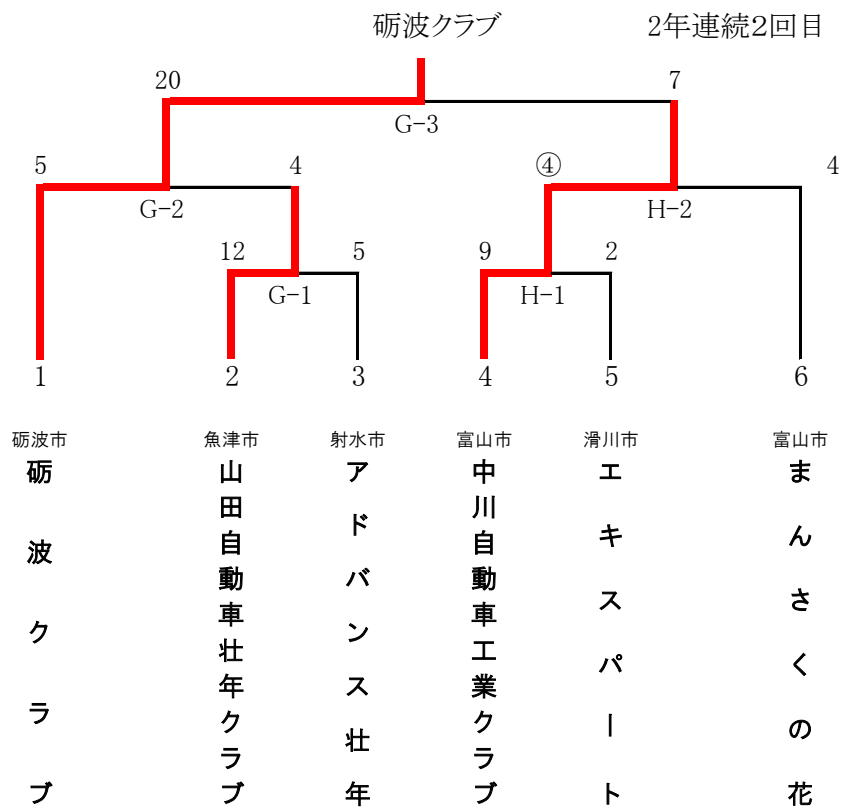 砺波クラブ 2年連続2回目
20 7
G-3
5 4 ④ 4
G-2 H-2
12 5 9 2
G-1 H-1
1 2 3 4 5 6
砺波市 魚津市 射水市 富山市 滑川市 富山市
砺波クラブ
山田自動車壮年クラブ
アドバンス壮年
中川自動車工業クラブ
エキスパート
まんさくの花